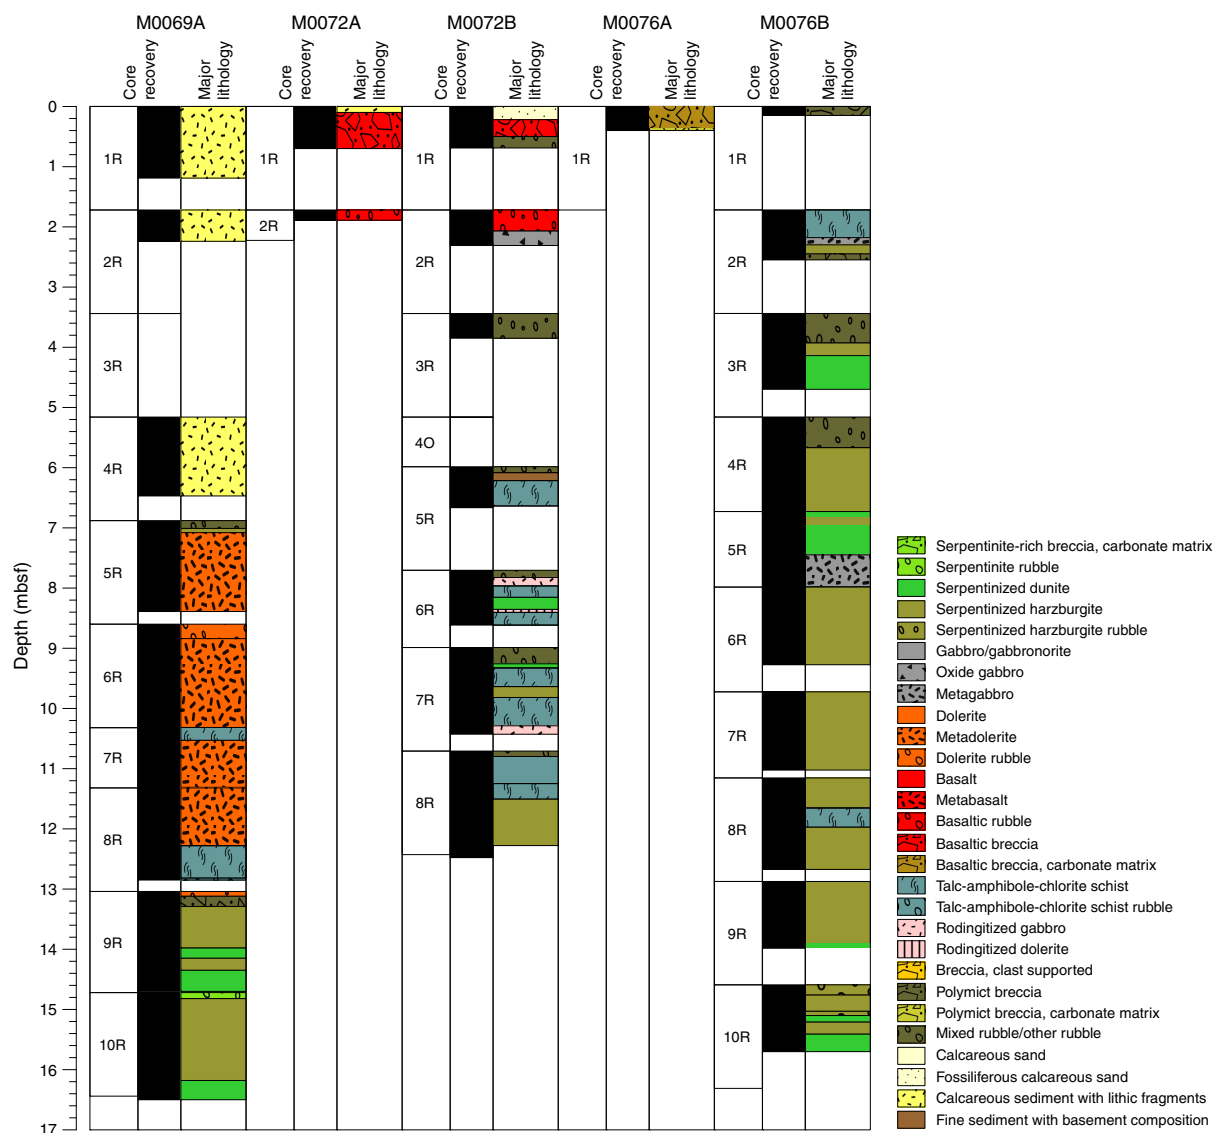 M0069A M0072A M0072B M0076A M0076B
Core recovery Major lithology Core recovery Major lithology Core recovery Major lithology Core recovery Major lithology Core recovery Major lithology
Depth (mbsf)
0
1
2
3
4
5
6
7
8
9
10
11
12
13
14
15
16
17
1R
2R
3R
4R
5R
6R
7R
8R
9R
10R
1R
2R
1R
2R
3R
4O
5R
6R
7R
8R
1R
1R
2R
3R
4R
5R
6R
7R
8R
9R
10R
Serpentinite-rich breccia, carbonate matrix
Serpentinite rubble
Serpentinized dunite
Serpentinized harzburgite
Serpentinized harzburgite rubble
Gabbro/gabbronorite
Oxide gabbro
Metagabbro
Dolerite
Metadolerite
Dolerite rubble
Basalt
Metabasalt
Basaltic rubble
Basaltic breccia
Basaltic breccia, carbonate matrix
Talc-amphibole-chlorite schist
Talc-amphibole-chlorite schist rubble
Rodingitized gabbro
Rodingitized dolerite
Breccia, clast supported
Polymict breccia
Polymict breccia, carbonate matrix
Mixed rubble/other rubble
Calcareous sand
Fossiliferous calcareous sand
Calcareous sediment with lithic fragments
Fine sediment with basement composition